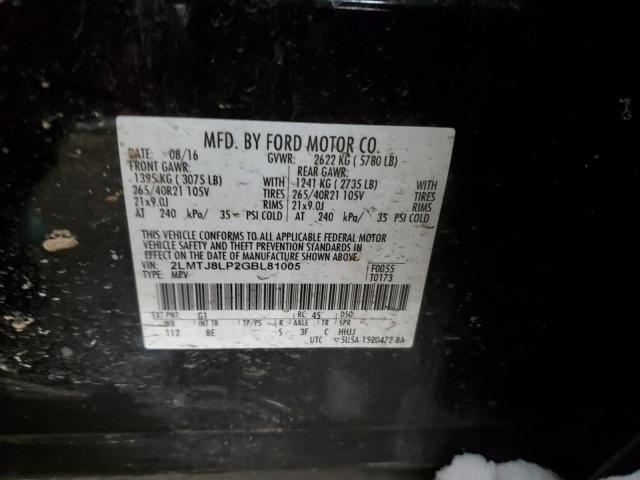 MFD. BY FORD MOTOR CO.
DATE: 08/16 GVWR: 2622 KG ( 5780 LB)
FRONT GAWR: REAR GAWR:
1395 KG ( 3075 LB) WITH 1241 KG ( 2735 LB) WITH
265/40R21 105V TIRES 265/40R21 105V TIRES
21x9.0J RIMS 21x9.0J RIMS
AT 240 kPa/ 35 PSI COLD AT 240 kPa/ 35 PSI COLD
THIS VEHICLE CONFORMS TO ALL APPLICABLE FEDERAL MOTOR
VEHICLE SAFETY AND THEFT PREVENTION STANDARDS IN
EFFECT ON THE DATE OF MANUFACTURE SHOWN ABOVE.
VIN: 2LMTJ8LP2GBL81005 F0055
TYPE: MPV T0173
EXT PNT: G1 RC: 45 DSO:
WB INT TR TP/PS R AXLE TR SPR
112 BE S 3F C HHJJ
UTC 5U5A-1520472-BA